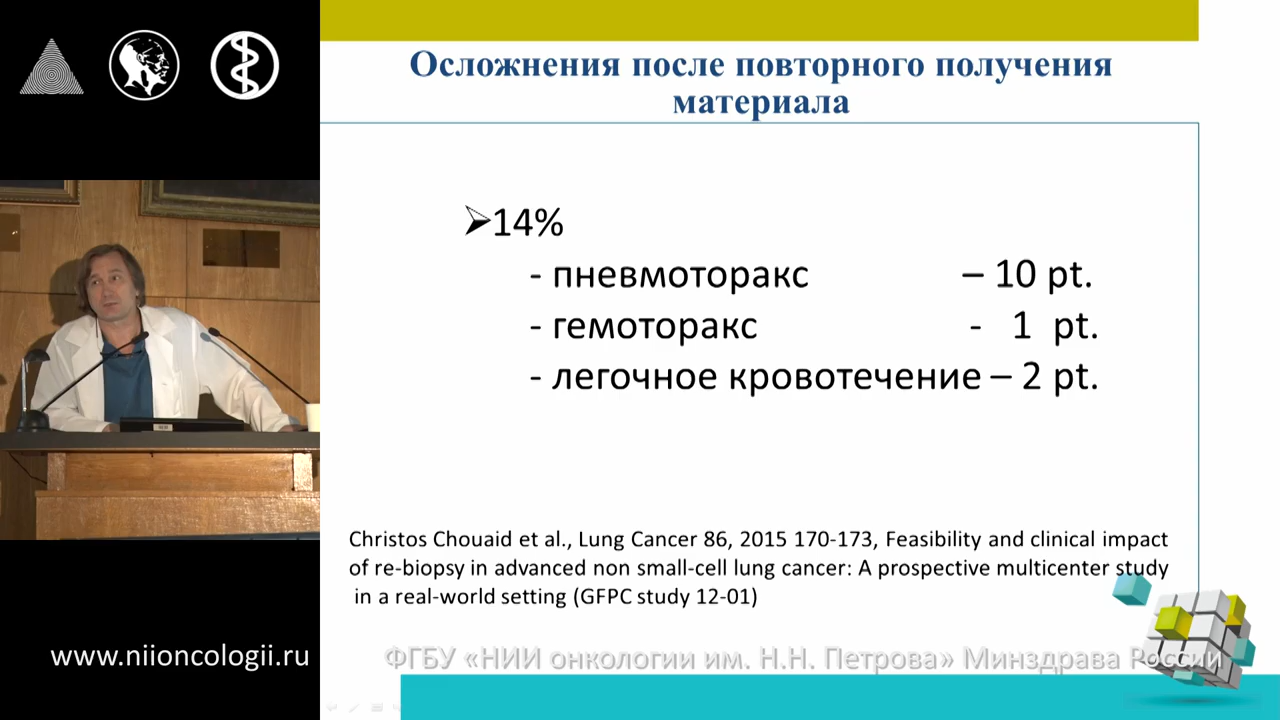 Осложнения после повторного получения
материала
➢14%
- пневмоторакс – 10 pt.
- гемоторакс - 1 pt.
- легочное кровотечение – 2 pt.
Christos Chouaid et al., Lung Cancer 86, 2015 170-173, Feasibility and clinical impact
of re-biopsy in advanced non small-cell lung cancer: A prospective multicenter study
in a real-world setting (GFPC study 12-01)
www.niioncologii.ru
ФГБУ «НИИ онкологии им. Н.Н. Петрова» Минздрава России